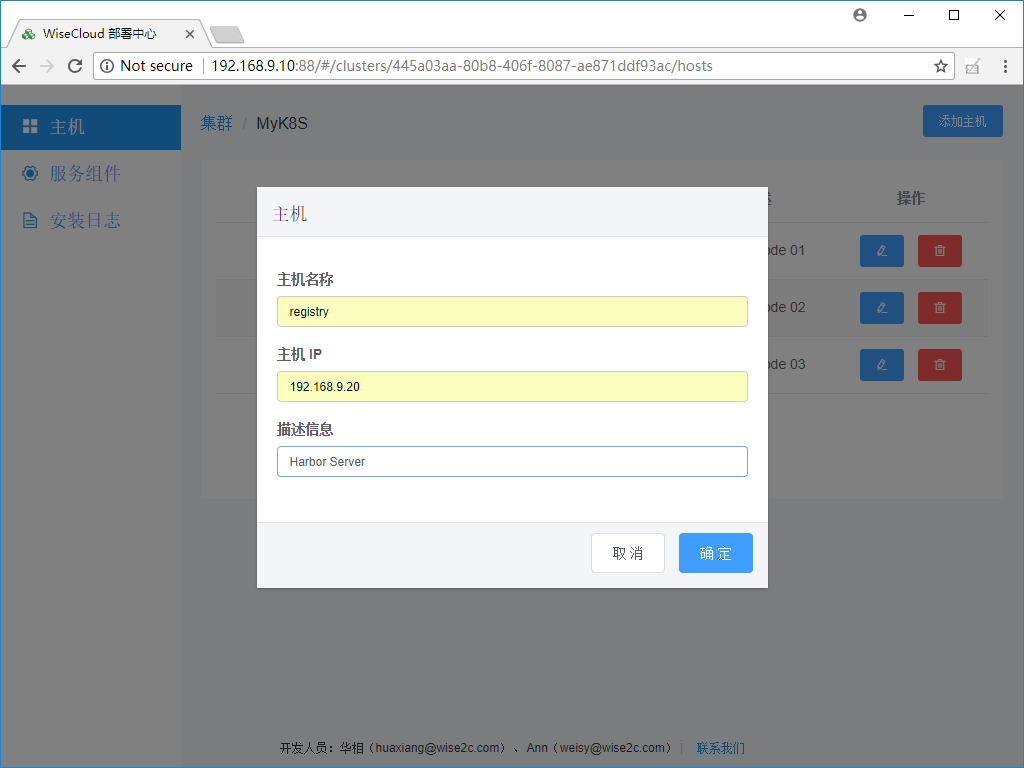 WiseCloud 部署中心
Not secure 192.168.9.10:88/#/clusters/445a03aa-80b8-406f-8087-ae871ddf93ac/hosts
主机
服务组件
安装日志
集群 / MyK8S
添加主机
操作
01
02
03
主机
主机名称
registry
主机 IP
192.168.9.20
描述信息
Harbor Server
取消
确定
开发人员：华相（huaxiang@wise2c.com）、Ann（weisy@wise2c.com） | 联系我们